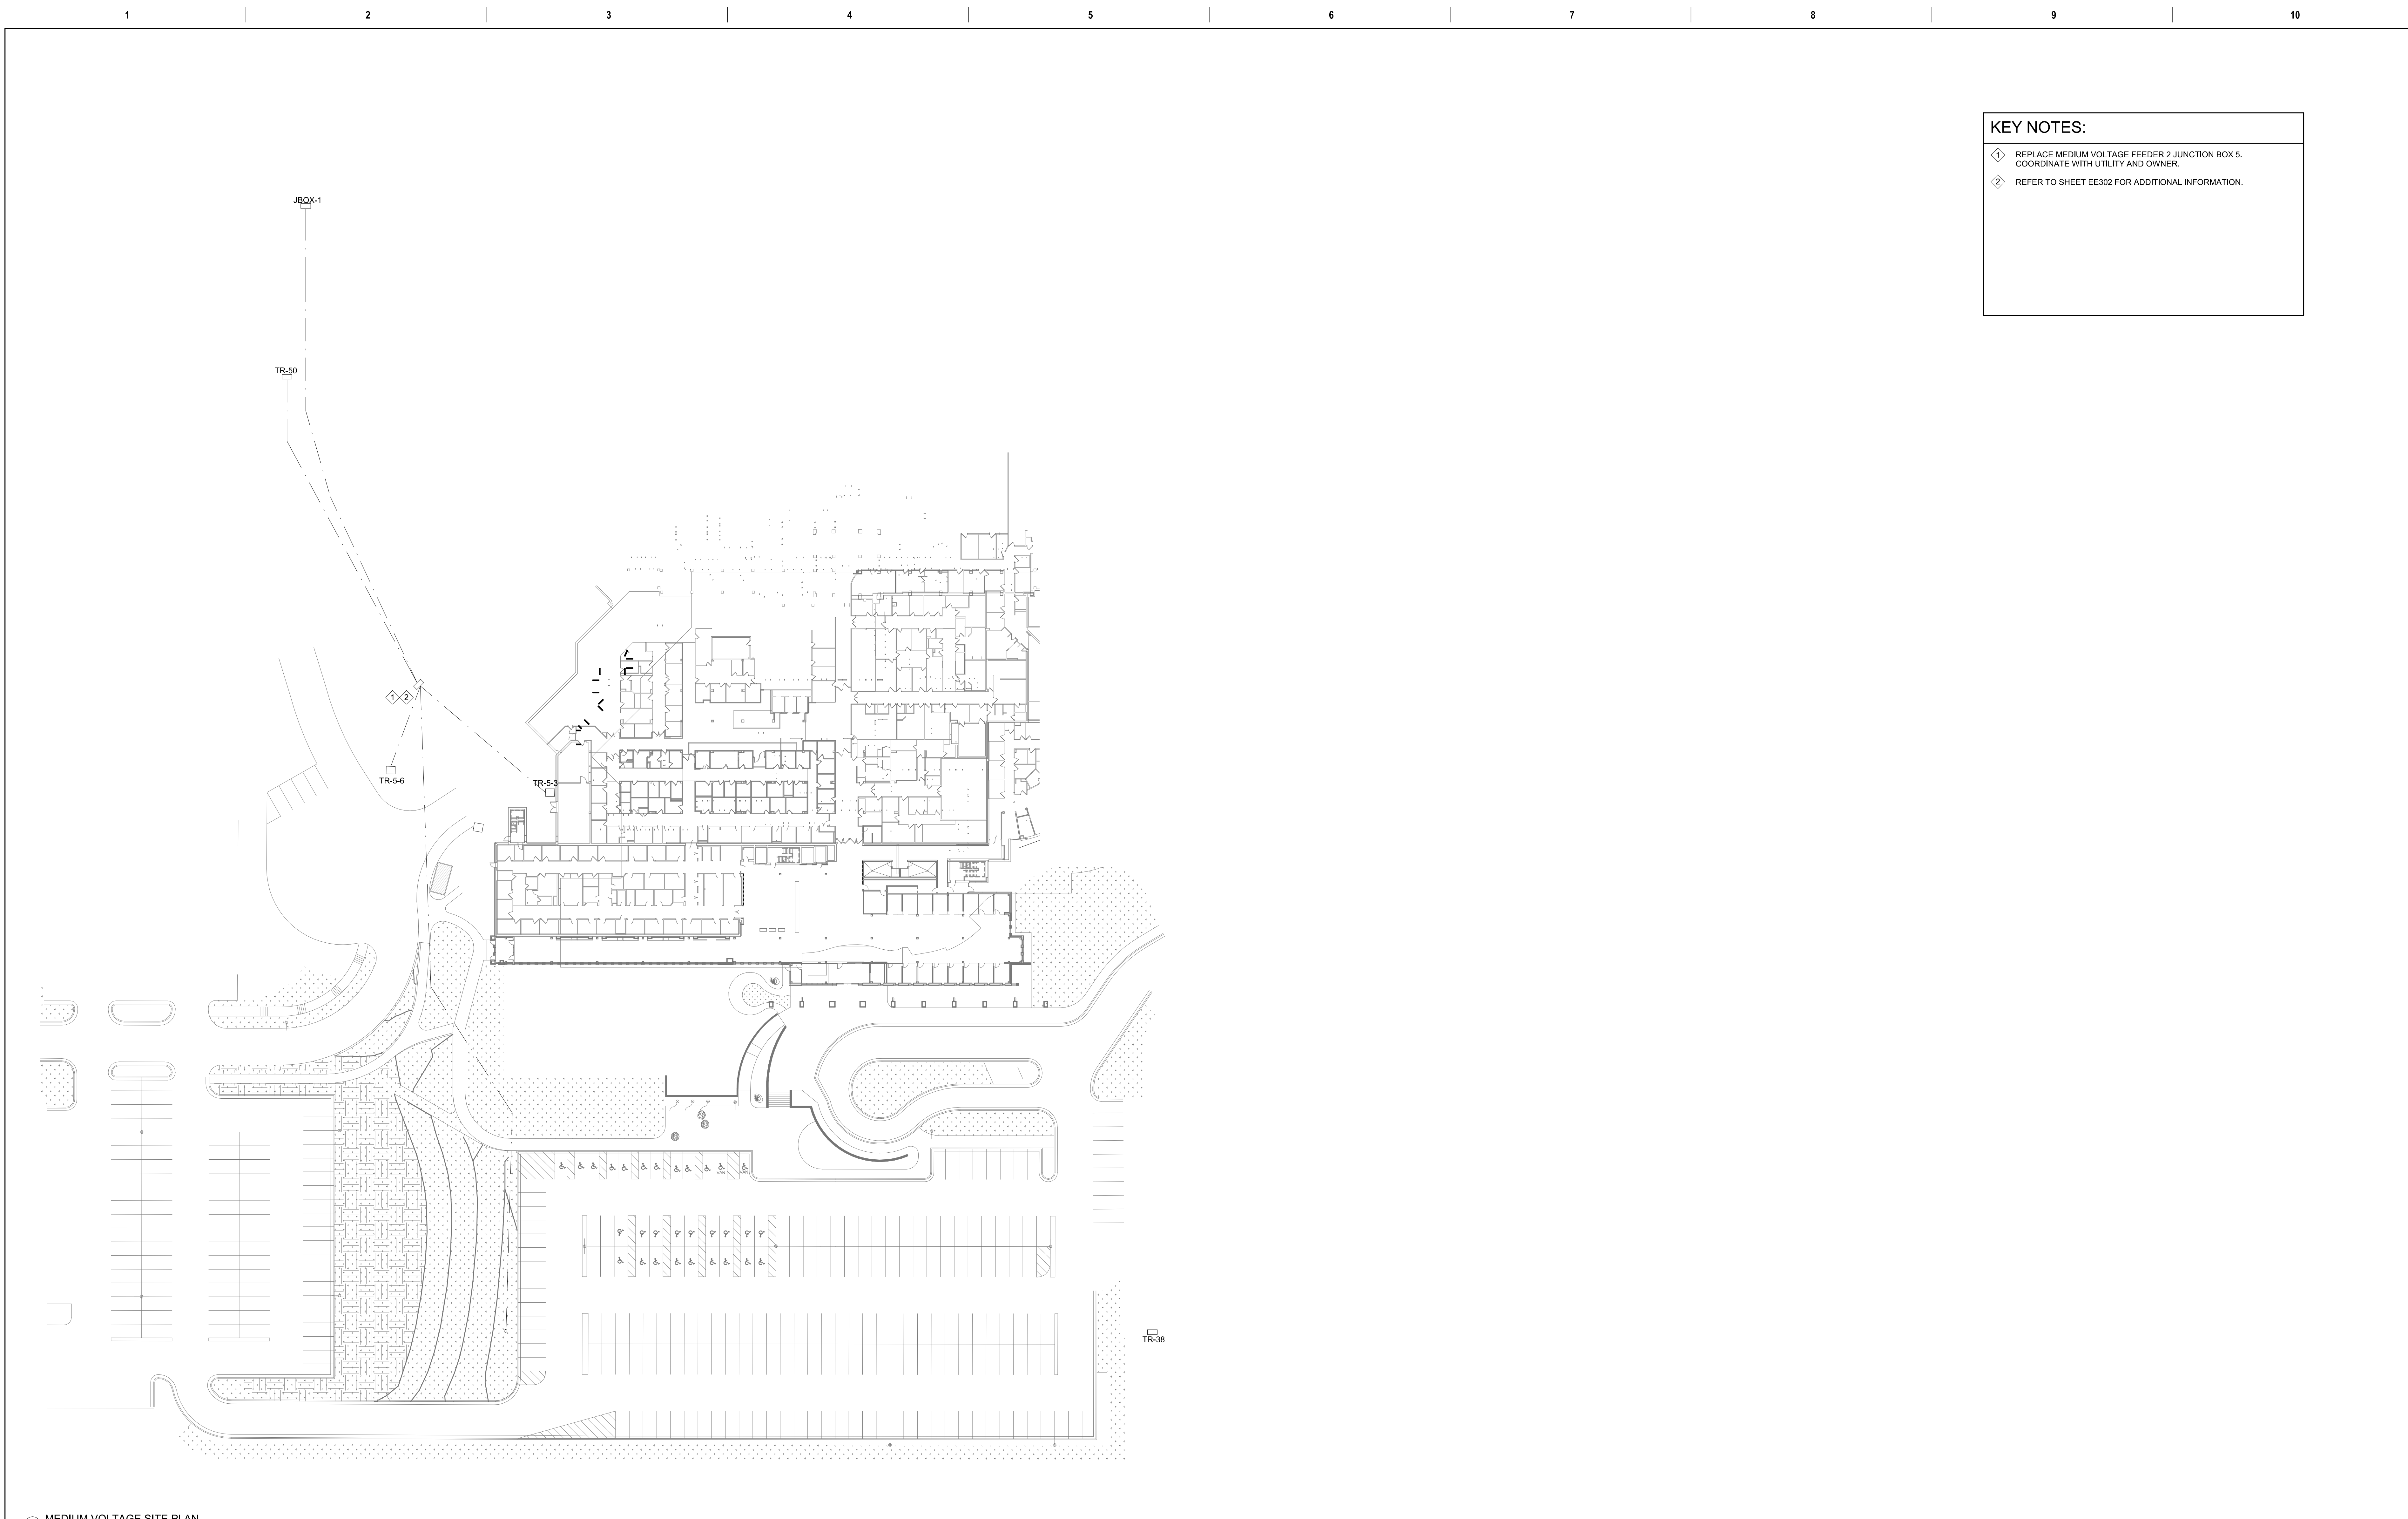 1 2 3 4 5 6 7 8 9 10
KEY NOTES:
1 REPLACE MEDIUM VOLTAGE FEEDER 2 JUNCTION BOX 5.
COORDINATE WITH UTILITY AND OWNER.
2 REFER TO SHEET EE302 FOR ADDITIONAL INFORMATION.
JBOX-1
TR-50
1 2
TR-5-6
TR-5-3
TR-38
MEDIUM VOLTAGE SITE PLAN